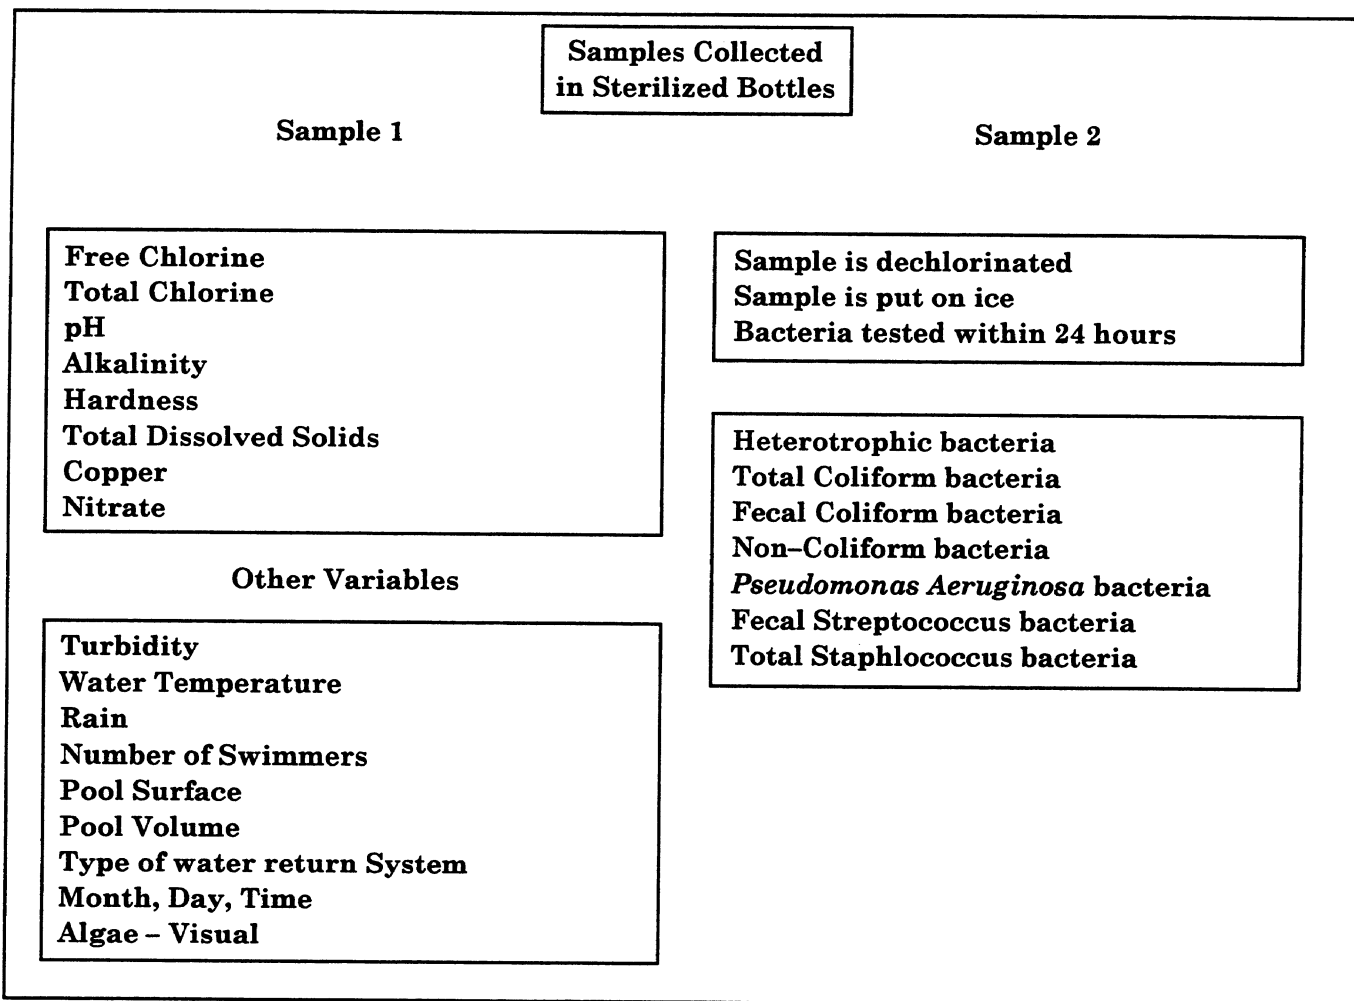 Samples Collected
in Sterilized Bottles
Sample 1
Free Chlorine
Total Chlorine
pH
Alkalinity
Hardness
Total Dissolved Solids
Copper
Nitrate
Other Variables
Turbidity
Water Temperature
Rain
Number of Swimmers
Pool Surface
Pool Volume
Type of water return System
Month, Day, Time
Algae – Visual
Sample 2
Sample is dechlorinated
Sample is put on ice
Bacteria tested within 24 hours
Heterotrophic bacteria
Total Coliform bacteria
Fecal Coliform bacteria
Non–Coliform bacteria
Pseudomonas Aeruginosa bacteria
Fecal Streptococcus bacteria
Total Staphlococcus bacteria